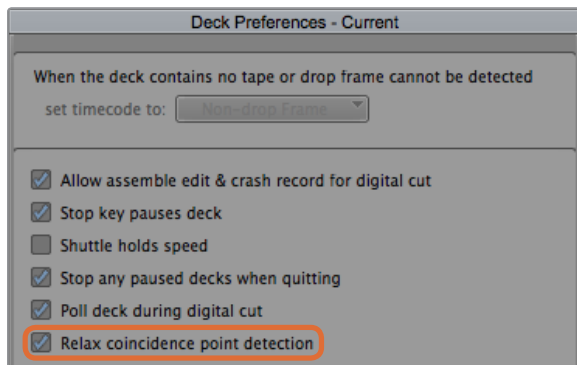 Deck Preferences - Current
When the deck contains no tape or drop frame cannot be detected
set timecode to: Non-drop Frame
Allow assemble edit & crash record for digital cut
Stop key pauses deck
Shuttle holds speed
Stop any paused decks when quitting
Poll deck during digital cut
Relax coincidence point detection